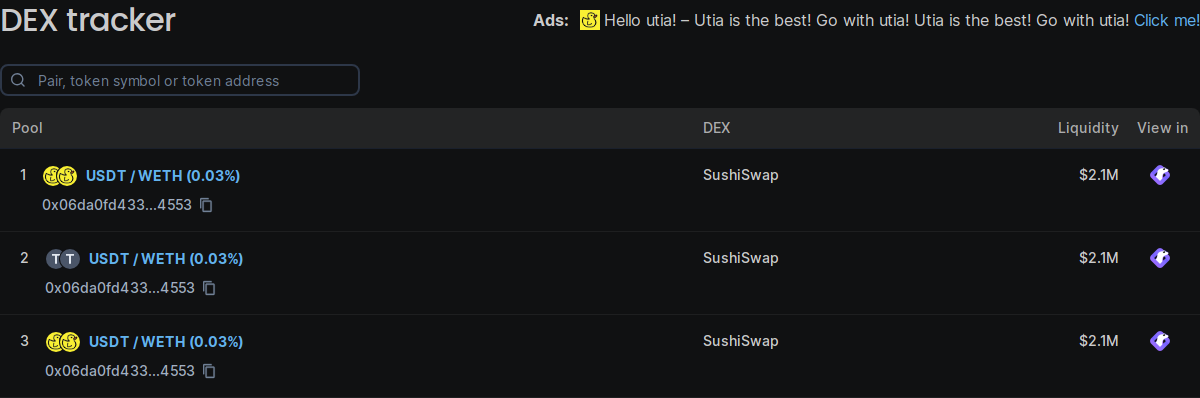 DEX tracker
Ads: Hello utia! – Utia is the best! Go with utia! Utia is the best! Go with utia! Click me!
Pair, token symbol or token address
Pool DEX Liquidity View in
1 USDT / WETH (0.03%) SushiSwap $2.1M
0x06da0fd433...4553
2 T T USDT / WETH (0.03%) SushiSwap $2.1M
0x06da0fd433...4553
3 USDT / WETH (0.03%) SushiSwap $2.1M
0x06da0fd433...4553